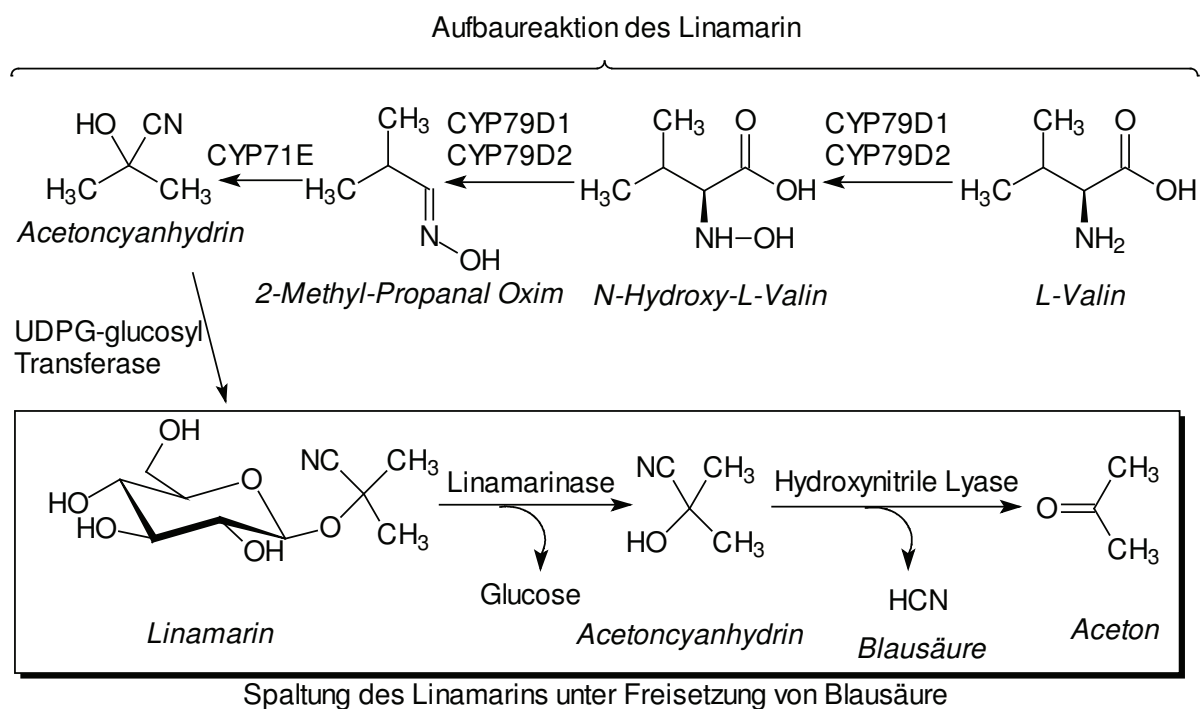 Aufbaureaktion des Linamarin
HO CN
H3C CH3
Acetoncyanhydrin
CYP71E
CH3
H3C
N
OH
2-Methyl-Propanal Oxim
CYP79D1
CYP79D2
CH3 O
H3C OH
NH-OH
N-Hydroxy-L-Valin
CYP79D1
CYP79D2
CH3 O
H3C OH
NH2
L-Valin
UDPG-glucosyl
Transferase
OH
O NC CH3
HO
HO O CH3
OH
Linamarin
Linamarinase
Glucose
NC CH3
HO CH3
Acetoncyanhydrin
Hydroxynitrile Lyase
HCN
Blausäure
CH3
O
CH3
Aceton
Spaltung des Linamarins unter Freisetzung von Blausäure